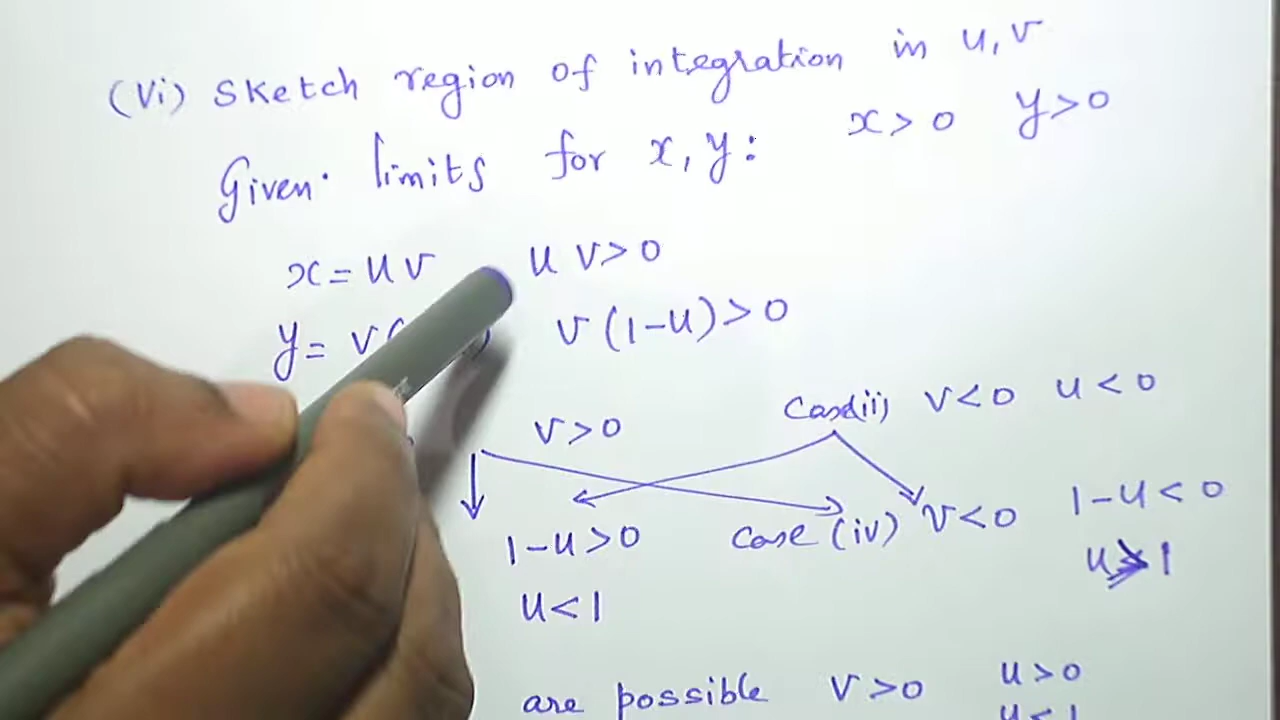 (Vi) Sketch region of integration in u, v
Given. limits for x, y: x > 0 y > 0
x = u v u v > 0
y = v( v (1-u) > 0
v > 0 Case(ii) v < 0 u < 0
1-u > 0 Case (iv) v < 0 1-u < 0
u < 1 u > 1
are possible v > 0 u > 0
u < 1